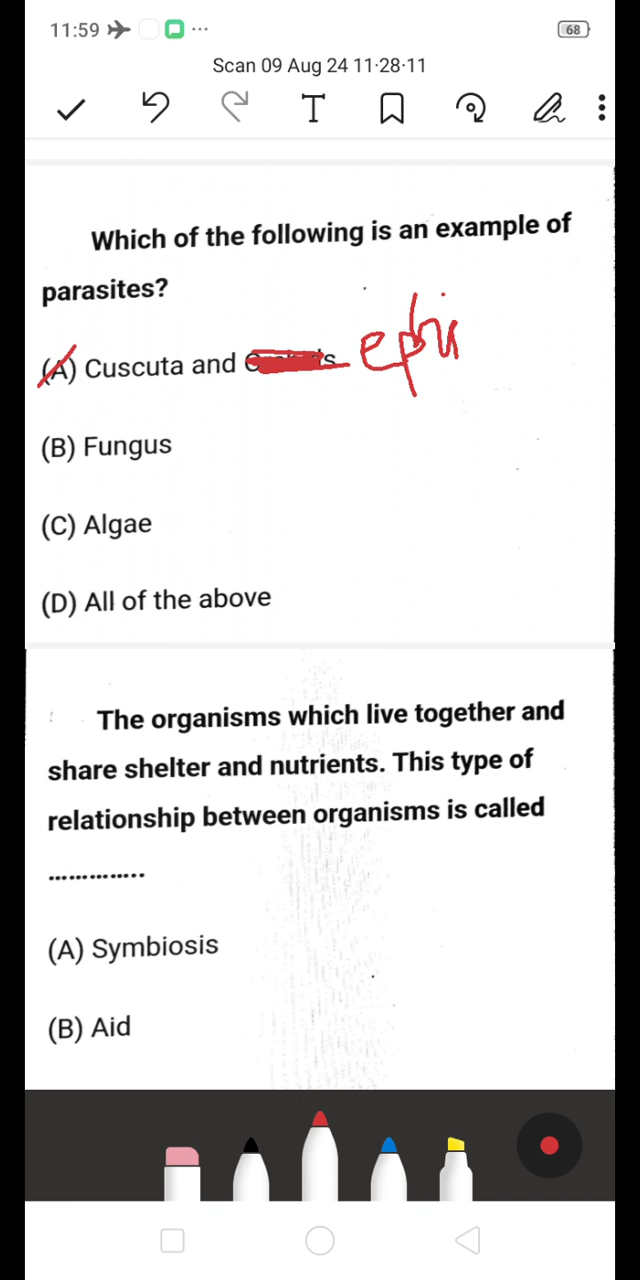 11:59
68
Scan 09 Aug 24 11·28·11
T
Which of the following is an example of
parasites?
(A) Cuscuta and
ephi
(B) Fungus
(C) Algae
(D) All of the above
The organisms which live together and
share shelter and nutrients. This type of
relationship between organisms is called
..............
(A) Symbiosis
(B) Aid